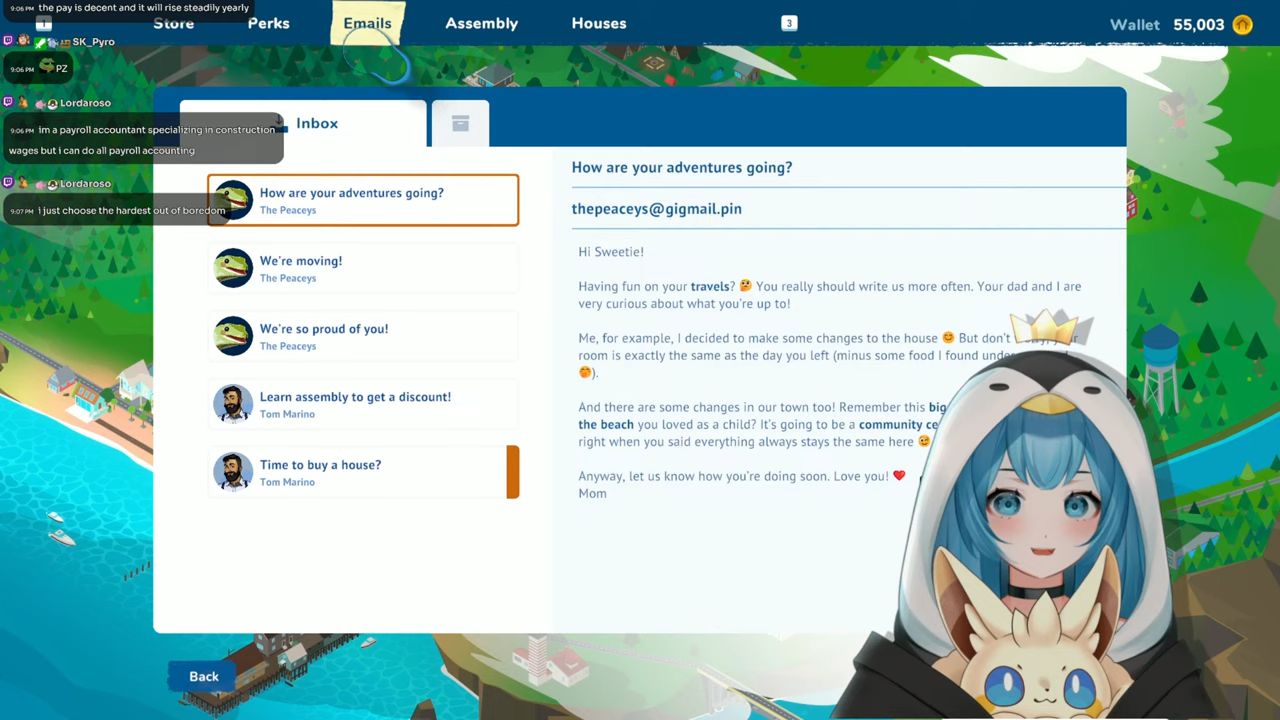 9:06 PM the pay is decent and it will rise steadily yearly
1
Store
Perks
Emails
Assembly
Houses
3
Wallet 55,003
SK_Pyro
9:06 PM PZ
Lordaroso
9:06 PM im a payroll accountant specializing in construction
wages but i can do all payroll accounting
Lordaroso
9:07 PM i just choose the hardest out of boredom
Inbox
How are your adventures going?
The Peaceys
We're moving!
The Peaceys
We're so proud of you!
The Peaceys
Learn assembly to get a discount!
Tom Marino
Time to buy a house?
Tom Marino
How are your adventures going?
thepeaceys@gigmail.pin
Hi Sweetie!
Having fun on your travels? You really should write us more often. Your dad and I are
very curious about what you're up to!
Me, for example, I decided to make some changes to the house But don't
room is exactly the same as the day you left (minus some food I found under
).
And there are some changes in our town too! Remember this big
the beach you loved as a child? It's going to be a community ce
right when you said everything always stays the same here
Anyway, let us know how you're doing soon. Love you!
Mom
Back